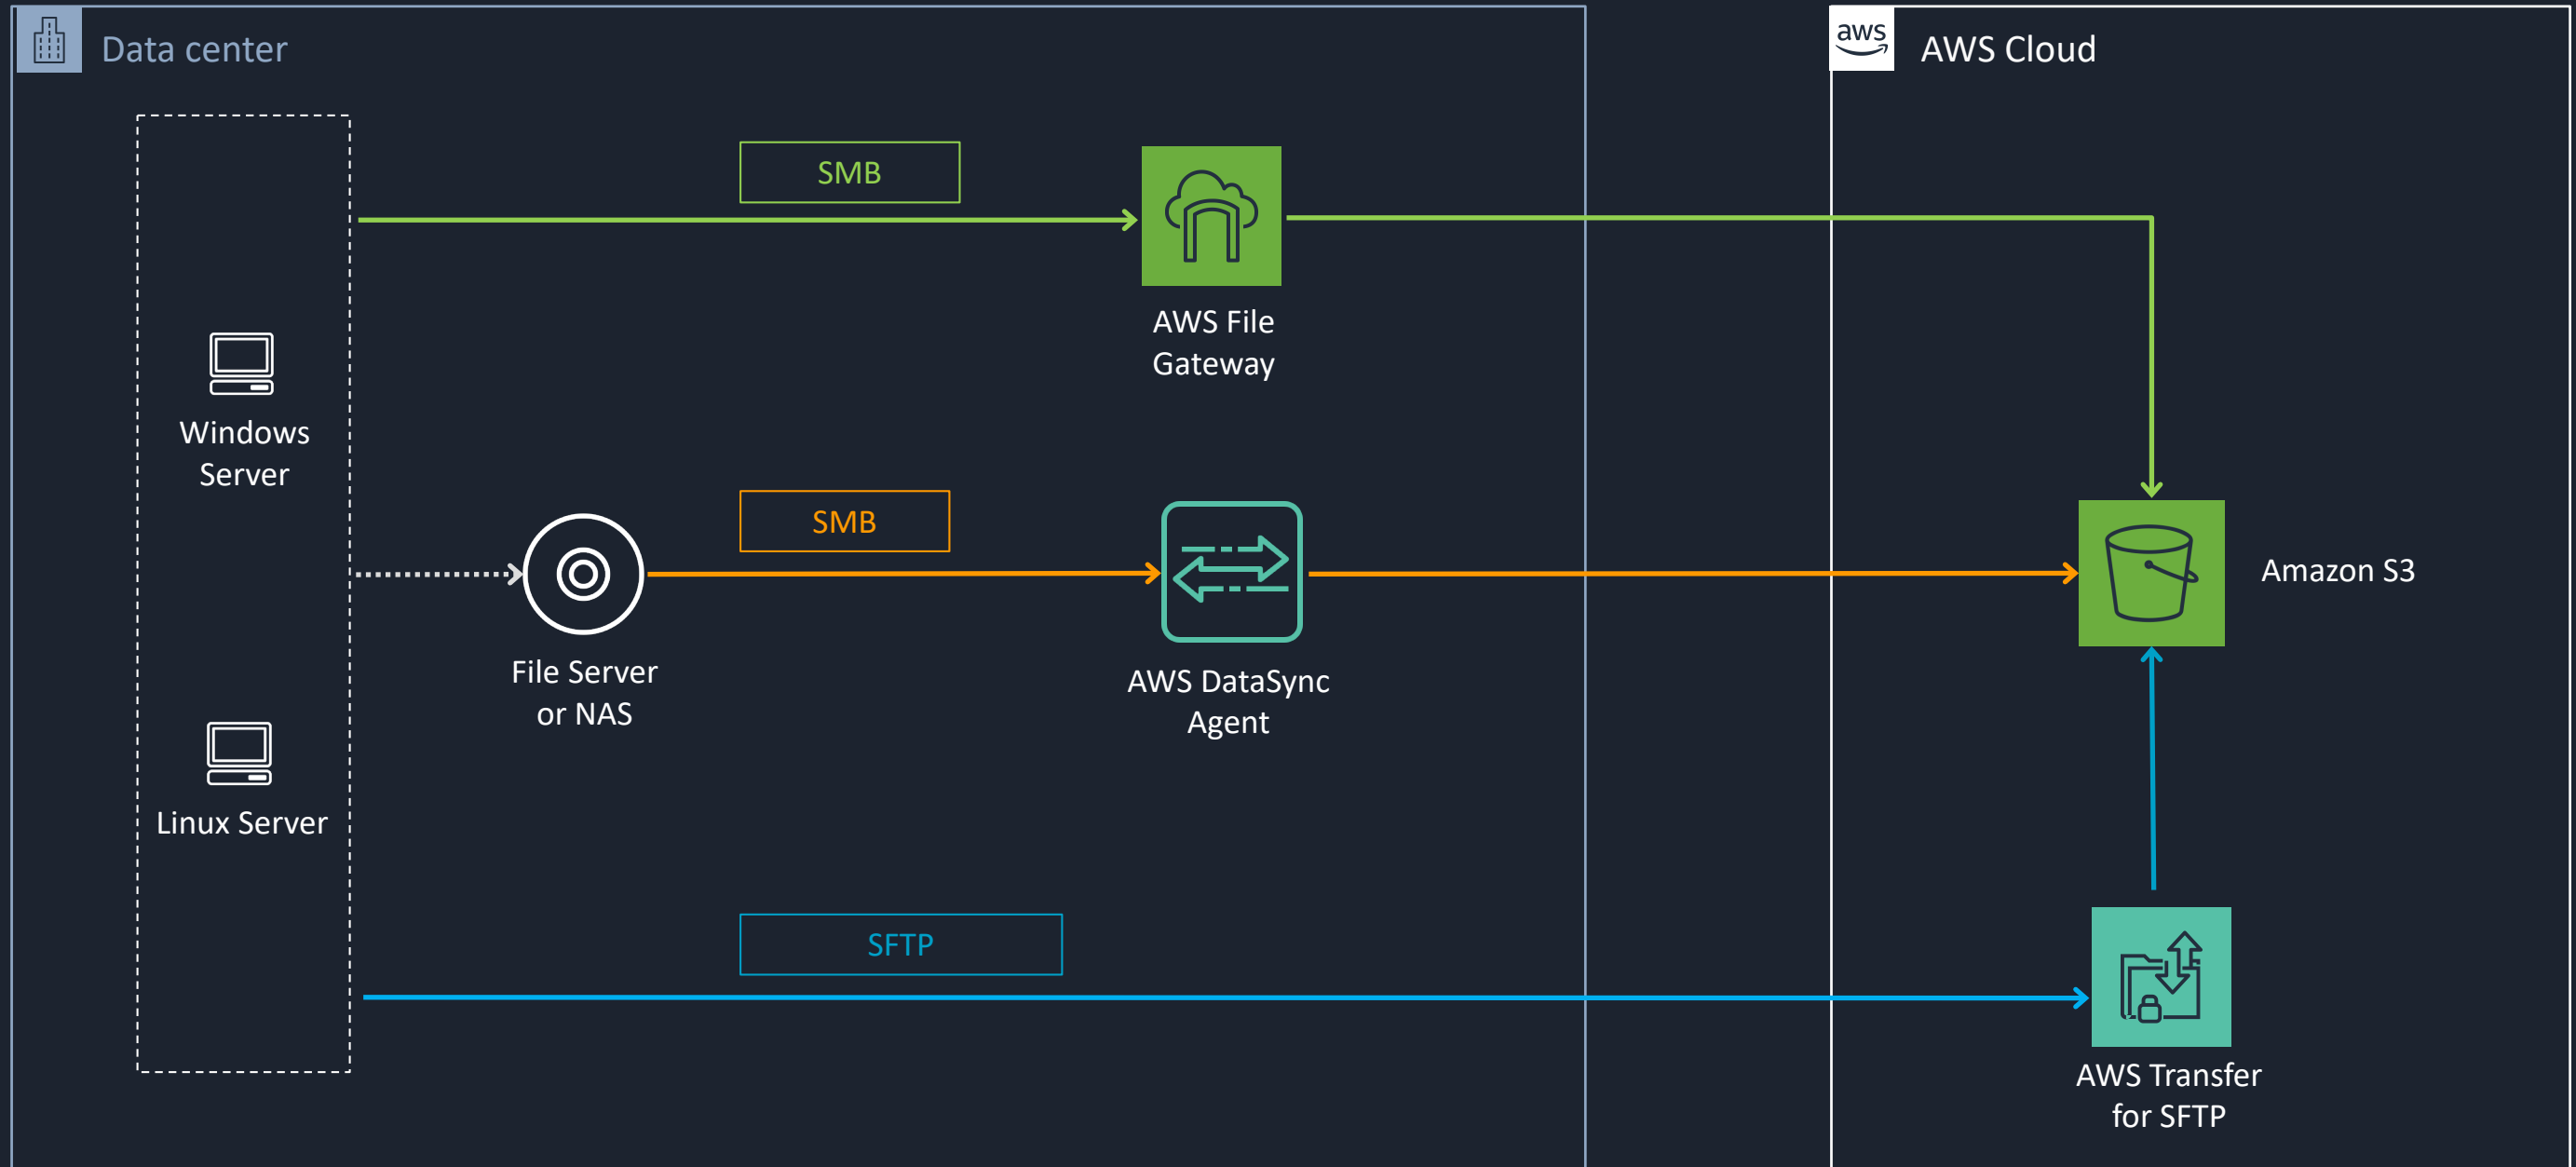 Data center
aws
AWS Cloud
SMB
AWS File
Gateway
Windows
Server
SMB
Amazon S3
File Server
or NAS
AWS DataSync
Agent
Linux Server
SFTP
AWS Transfer
for SFTP